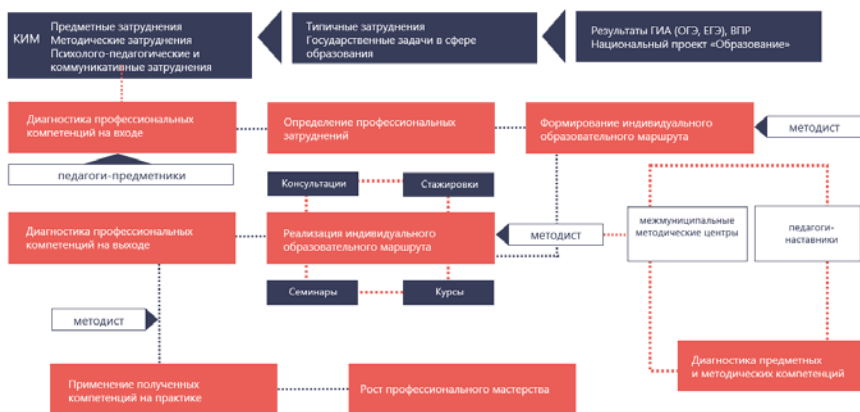 КИМ
Предметные затруднения
Методические затруднения
Психолого-педагогические и
коммуникативные затруднения
Типичные затруднения
Государственные задачи в сфере
образования
Результаты ГИА (ОГЭ, ЕГЭ), ВПР
Национальный проект «Образование»
Диагностика профессиональных
компетенций на входе
Определение профессиональных
затруднений
Формирование индивидуального
образовательного маршрута
методист
педагоги-предметники
Консультации
Стажировки
Диагностика профессиональных
компетенций на выходе
Реализация индивидуального
образовательного маршрута
методист
межмуниципальные
методические центры
педагоги-
наставники
Семинары
Курсы
методист
Применение полученных
компетенций на практике
Рост профессионального мастерства
Диагностика предметных
и методических компетенций